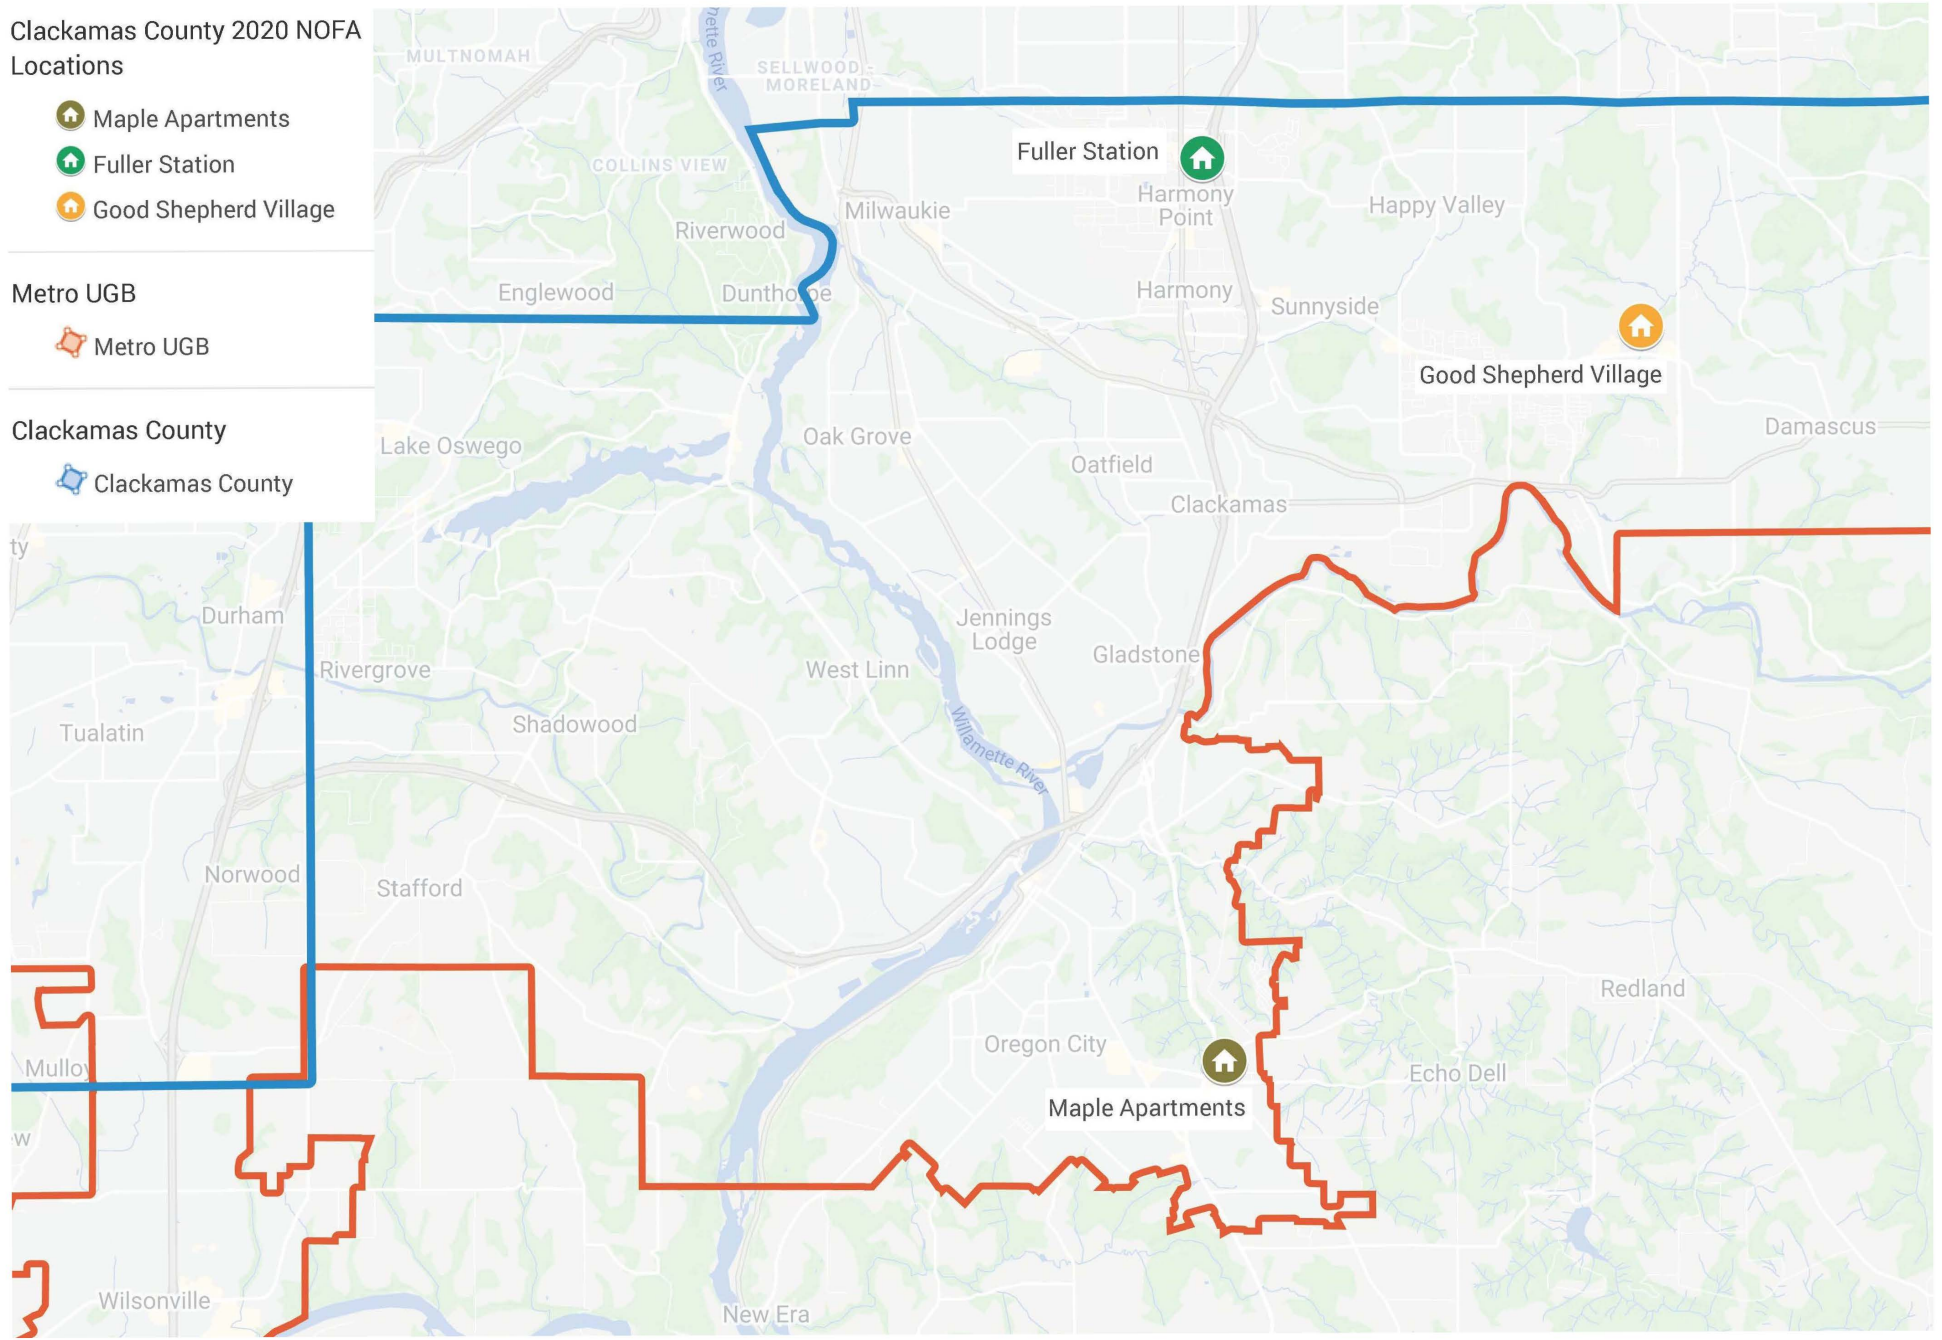 Clackamas County 2020 NOFA
Locations
Maple Apartments
Fuller Station
Good Shepherd Village
Metro UGB
Metro UGB
Clackamas County
Clackamas County
MULTNOMAH
SELLWOOD -
MORELAND
COLLINS VIEW
Fuller Station
Harmony
Point
Happy Valley
Milwaukie
Riverwood
Englewood
Dunthorpe
Harmony
Sunnyside
Good Shepherd Village
Damascus
Lake Oswego
Oak Grove
Oatfield
Clackamas
ty
Durham
Jennings
Lodge
Gladstone
Rivergrove
West Linn
Shadowood
Tualatin
Willamette River
Norwood
Stafford
Redland
Oregon City
Mulloy
Echo Dell
Maple Apartments
w
Wilsonville
New Era